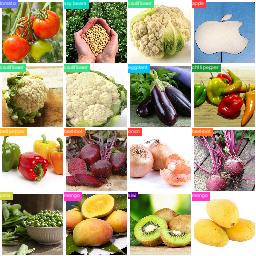 tomato
soy beans
cauliflower
apple
cauliflower
cauliflower
eggplant
chilli pepper
bell pepper
beetroot
onion
beetroot
peas
mango
kiwi
mango